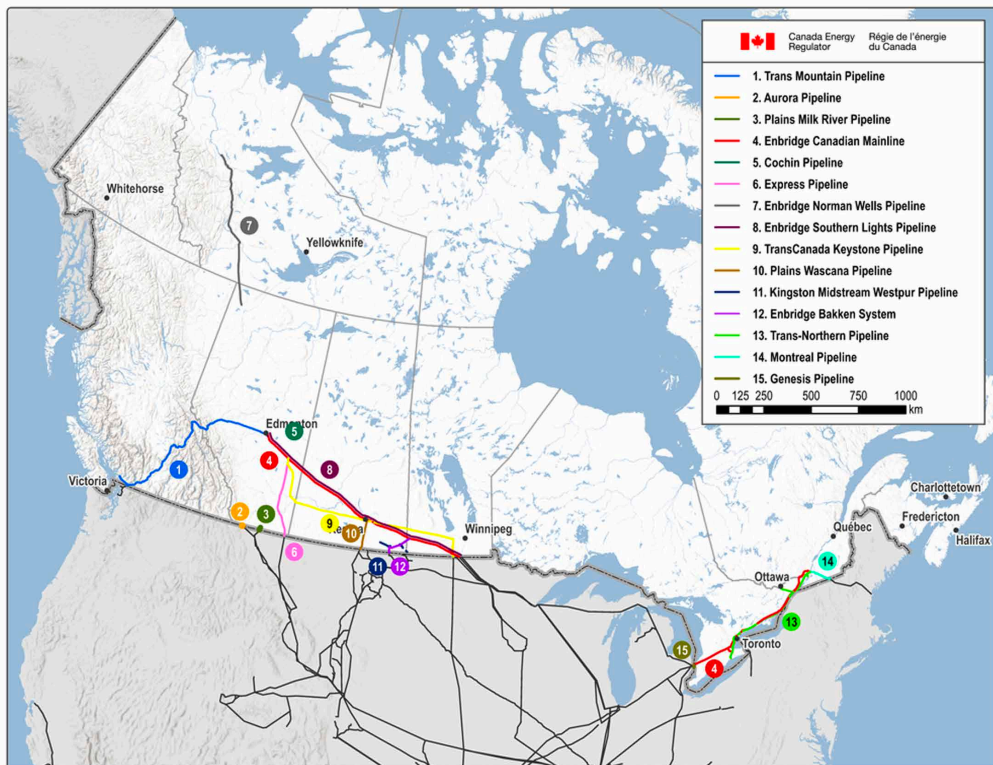 Canada Energy
Regulator
Régie de l'énergie
du Canada
1. Trans Mountain Pipeline
2. Aurora Pipeline
3. Plains Milk River Pipeline
4. Enbridge Canadian Mainline
5. Cochin Pipeline
6. Express Pipeline
7. Enbridge Norman Wells Pipeline
8. Enbridge Southern Lights Pipeline
9. TransCanada Keystone Pipeline
10. Plains Wascana Pipeline
11. Kingston Midstream Westpur Pipeline
12. Enbridge Bakken System
13. Trans-Northern Pipeline
14. Montreal Pipeline
15. Genesis Pipeline
0 125 250 500 600 1000
km
Whitehorse
7
Yellowknife
Edmonton
5
4
8
1
Victoria
2
3
9
10
6
11
12
Winnipeg
Charlottetown
Fredericton
Halifax
Québec
14
Ottawa
13
Toronto
15
4